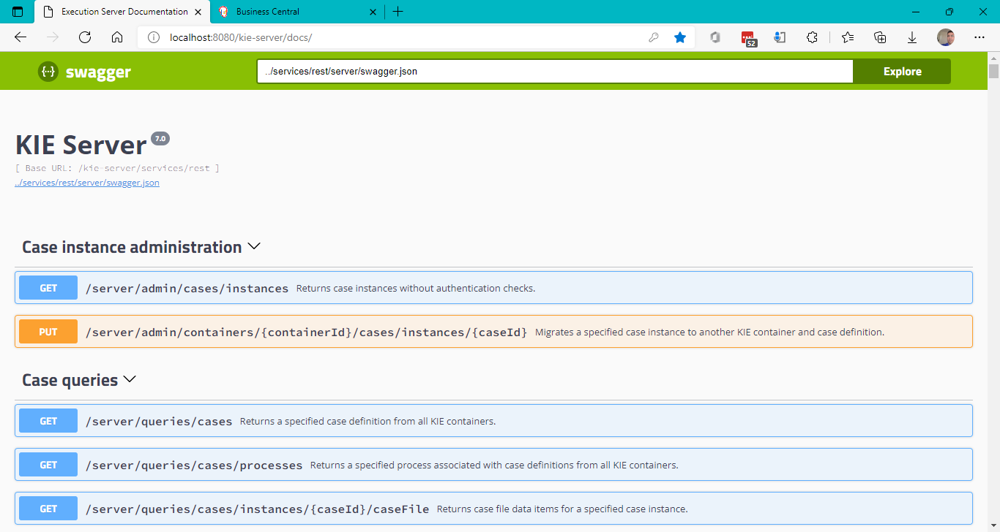 Execution Server Documentation
Business Central
localhost:8080/kie-server/docs/
52
{··}
swagger
../services/rest/server/swagger.json
Explore
KIE Server 7.0
[ Base URL: /kie-server/services/rest ]
../services/rest/server/swagger.json
Case instance administration
GET /server/admin/cases/instances Returns case instances without authentication checks.
PUT /server/admin/containers/{containerId}/cases/instances/{caseId} Migrates a specified case instance to another KIE container and case definition.
Case queries
GET /server/queries/cases Returns a specified case definition from all KIE containers.
GET /server/queries/cases/processes Returns a specified process associated with case definitions from all KIE containers.
GET /server/queries/cases/instances/{caseId}/caseFile Returns case file data items for a specified case instance.